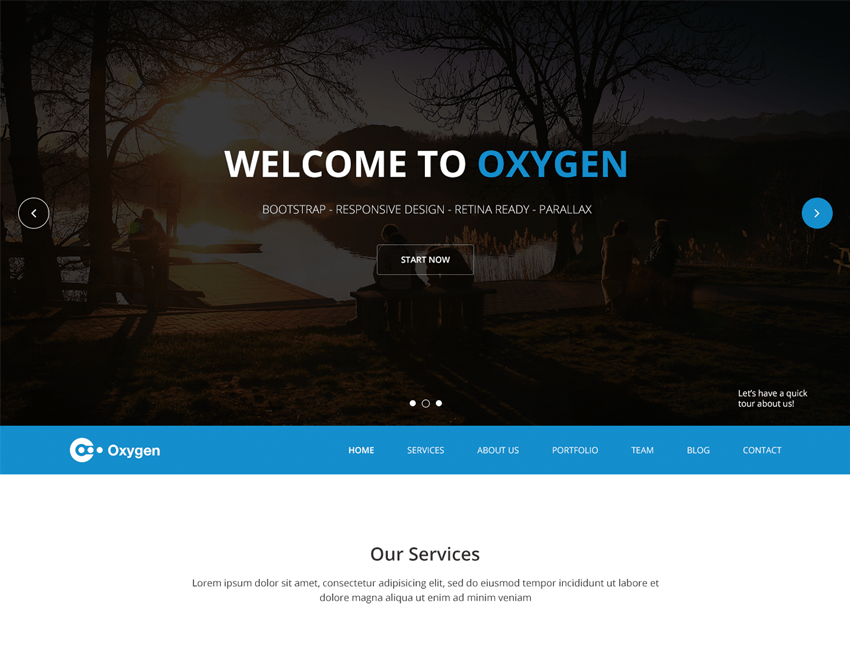 WELCOME TO OXYGEN
BOOTSTRAP - RESPONSIVE DESIGN - RETINA READY - PARALLAX
START NOW
Let's have a quick
tour about us!
Oxygen
HOME SERVICES ABOUT US PORTFOLIO TEAM BLOG CONTACT
Our Services
Lorem ipsum dolor sit amet, consectetur adipisicing elit, sed do eiusmod tempor incididunt ut labore et
dolore magna aliqua ut enim ad minim veniam